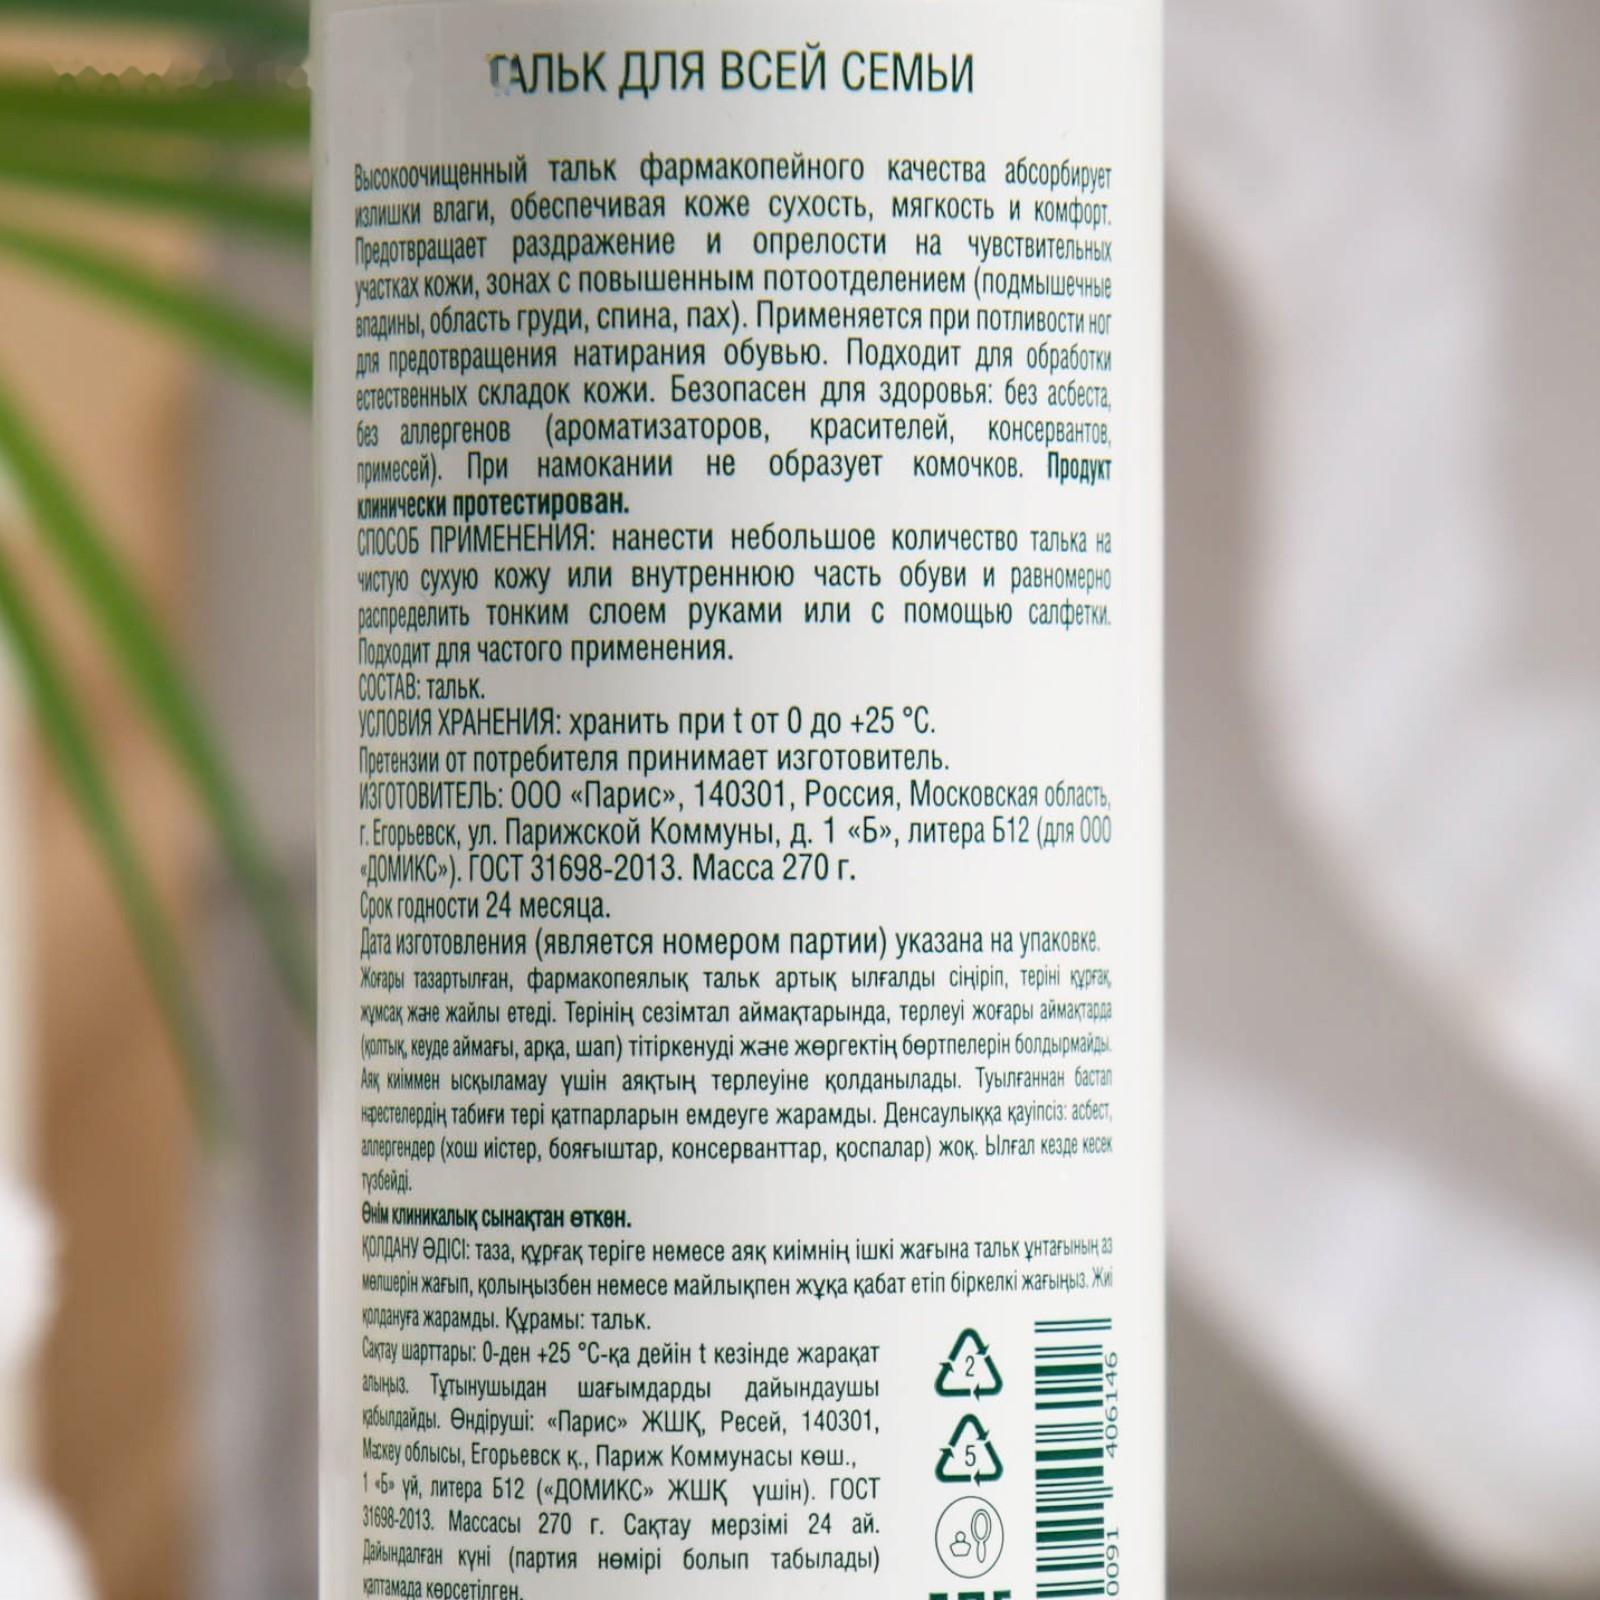 ТАЛЬК ДЛЯ ВСЕЙ СЕМЬИ
Высокоочищенный тальк фармакопейного качества абсорбирует
излишки влаги, обеспечивая коже сухость, мягкость и комфорт.
Предотвращает раздражение и опрелости на чувствительных
участках кожи, зонах с повышенным потоотделением (подмышечные
впадины, область груди, спина, пах). Применяется при потливости ног
для предотвращения натирания обувью. Подходит для обработки
естественных складок кожи. Безопасен для здоровья: без асбеста,
без аллергенов (ароматизаторов, красителей, консервантов,
примесей). При намокании не образует комочков. Продукт
клинически протестирован.
СПОСОБ ПРИМЕНЕНИЯ: нанести небольшое количество талька на
чистую сухую кожу или внутреннюю часть обуви и равномерно
распределить тонким слоем руками или с помощью салфетки.
Подходит для частого применения.
СОСТАВ: тальк.
УСЛОВИЯ ХРАНЕНИЯ: хранить при t от 0 до +25 °С.
Претензии от потребителя принимает изготовитель.
ИЗГОТОВИТЕЛЬ: ООО «Парис», 140301, Россия, Московская область,
г. Егорьевск, ул. Парижской Коммуны, д. 1 «Б», литера Б12 (для ООО
«ДОМИКС»). ГОСТ 31698-2013. Масса 270 г.
Срок годности 24 месяца.
Дата изготовления (является номером партии) указана на упаковке.
Жоғары тазартылған, фармакопеялық тальк артық ылғалды сіңіріп, теріні құрғақ,
жұмсақ және жайлы етеді. Терінің сезімтал аймақтарында, терлеуі жоғары аймақтарда
(қолтық, кеуде аймағы, арқа, шап) тітіркенуді және жөргектің бөртпелерін болдырмайды.
Аяқ киіммен ысқыламау үшін аяқтың терлеуіне қолданылады. Туылғаннан бастап
нәрестелердің табиғи тері қатпарларын емдеуге жарамды. Денсаулыққа қауіпсіз: асбест,
аллергендер (хош иістер, бояғыштар, консерванттар, қоспалар) жоқ. Ылғал кезде кесек
түзбейді.
Өнім клиникалық сынақтан өткөн.
ҚОЛДАНУ ӘДІСІ: таза, құрғақ теріге немесе аяқ киімнің ішкі жағына тальк ұнтағының аз
мөлшерін жағып, қолыңызбен немесе майлықпен жұқа қабат етіп біркелкі жағыңыз. Жиі
қолдануға жарамды. Құрамы: тальк.
Сақтау шарттары: 0-ден +25 °С-қа дейін t кезінде жарақат
алыңыз. Тұтынушыдан шағымдарды дайындаушы
қабылдайды. Өндіруші: «Парис» ЖШҚ, Ресей, 140301,
Мәскеу облысы, Егорьевск қ., Париж Коммунасы көш.,
1 «Б» үй, литера Б12 («ДОМИКС» ЖШҚ үшін). ГОСТ
31698-2013. Массасы 270 г. Сақтау мерзімі 24 ай.
Дайындалған күні (партия нөмірі болып табылады)
қаптамада көрсетілген.
2
5
0091 406146